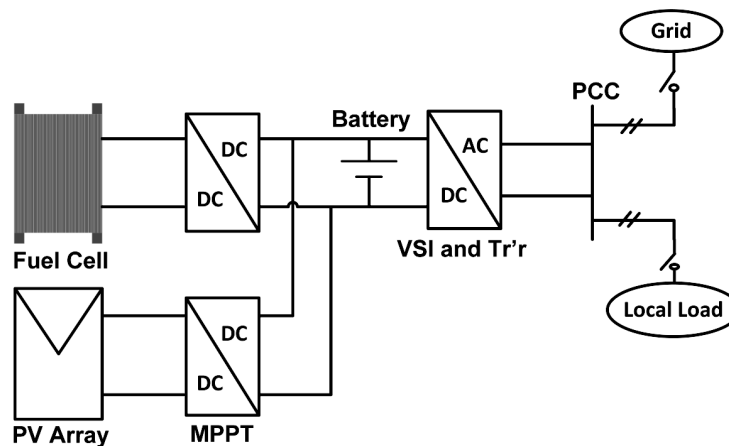 Grid
PCC
Battery
DC
DC
AC
DC
Fuel Cell
VSI and Tr'r
DC
DC
Local Load
PV Array
MPPT